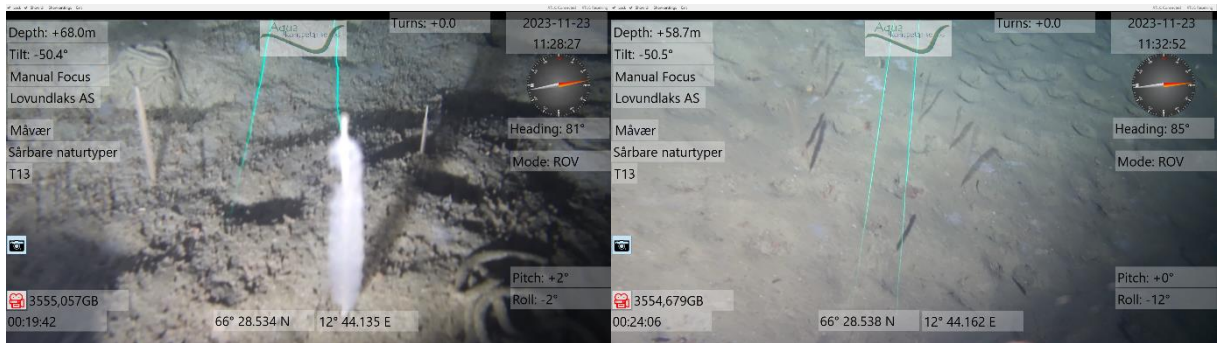 Depth: +68.0m
Tilt: -50.4°
Manual Focus
Lovundlaks AS
Måvær
Sårbare naturtyper
T13
3555,057GB
00:19:42
Aqua
Turns: +0.0
2023-11-23
11:28:27
Heading: 81°
Mode: ROV
Pitch: +2°
Roll: -2°
66° 28.534 N
12° 44.135 E
Depth: +58.7m
Tilt: -50.5°
Manual Focus
Lovundlaks AS
Måvær
Sårbare naturtyper
T13
3554,679GB
00:24:06
Aqua
Turns: +0.0
2023-11-23
11:32:52
Heading: 85°
Mode: ROV
Pitch: +0°
Roll: -12°
66° 28.538 N
12° 44.162 E